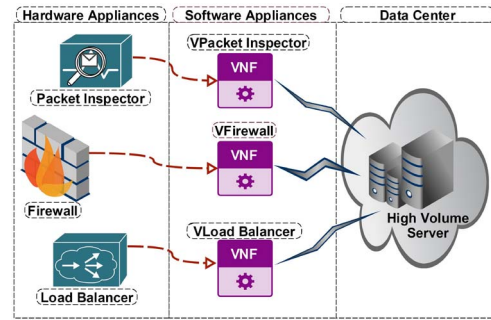 Hardware Appliances
Software Appliances
Data Center
Packet Inspector
VPacket Inspector
VNF
Firewall
VFirewall
VNF
Load Balancer
VLoad Balancer
VNF
High Volume
Server